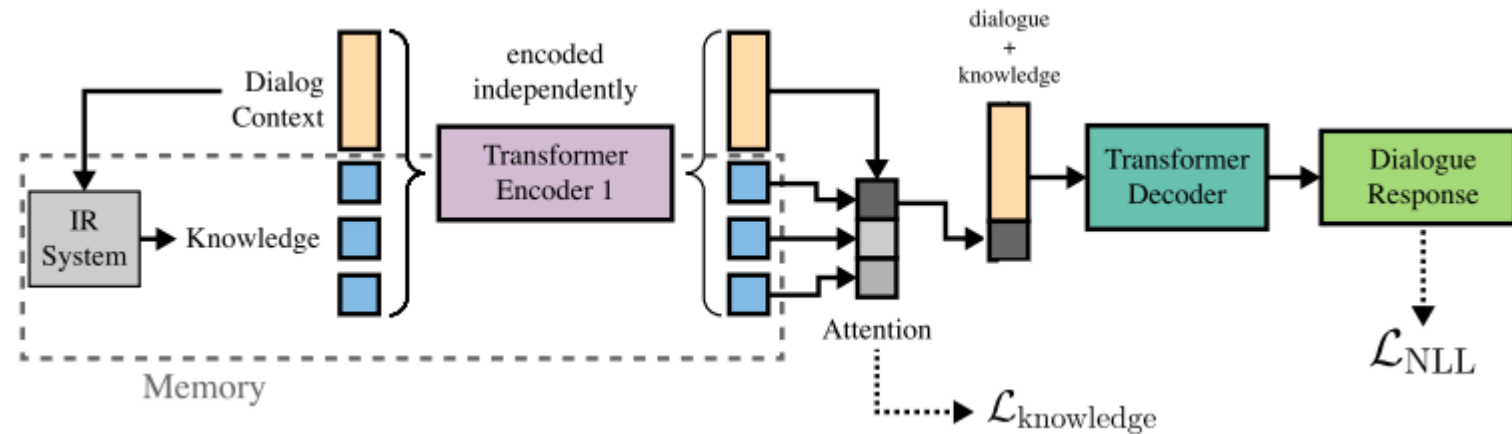 Dialog
Context
IR
System
Knowledge
Memory
encoded
independently
Transformer
Encoder 1
Attention
ℒknowledge
dialogue
+
knowledge
Transformer
Decoder
Dialogue
Response
ℒNLL